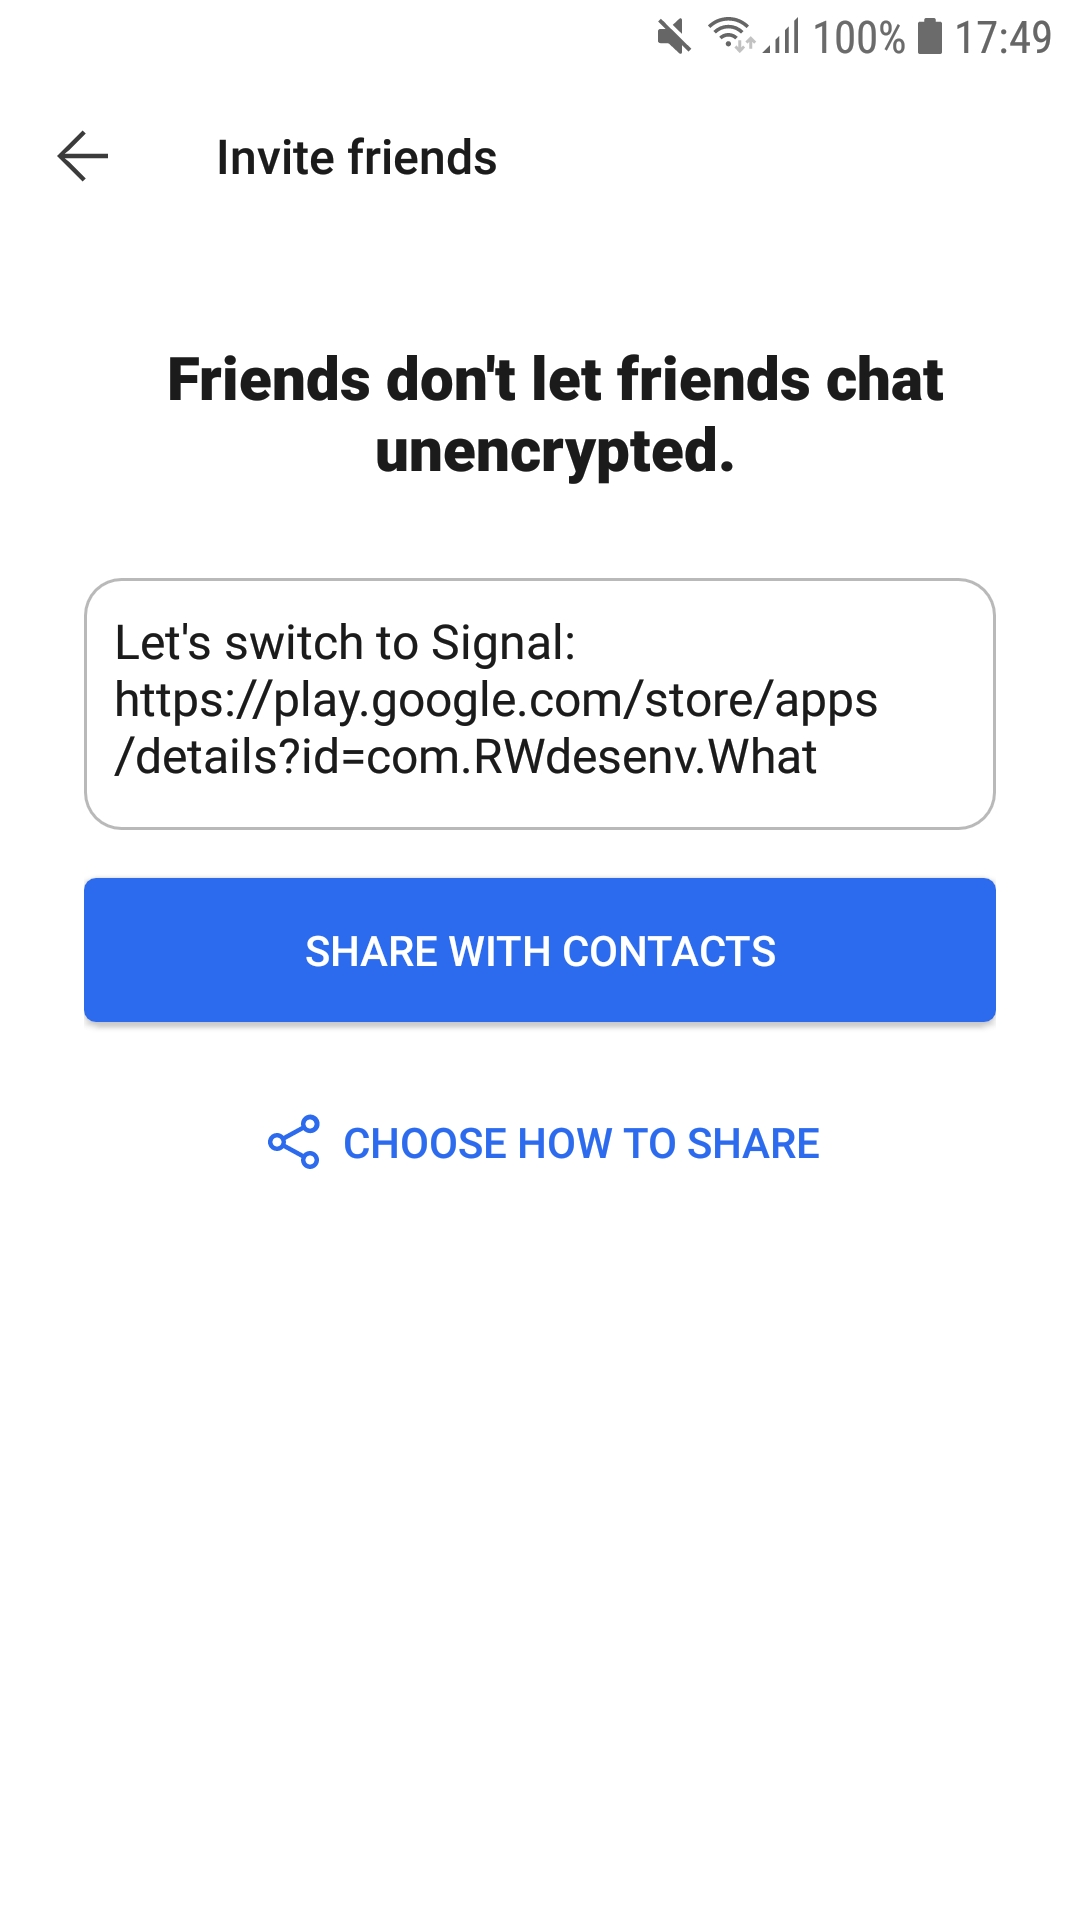 100% 17:49
Invite friends
Friends don't let friends chat
unencrypted.
Let's switch to Signal:
https://play.google.com/store/apps
/details?id=com.RWdesenv.What
SHARE WITH CONTACTS
CHOOSE HOW TO SHARE